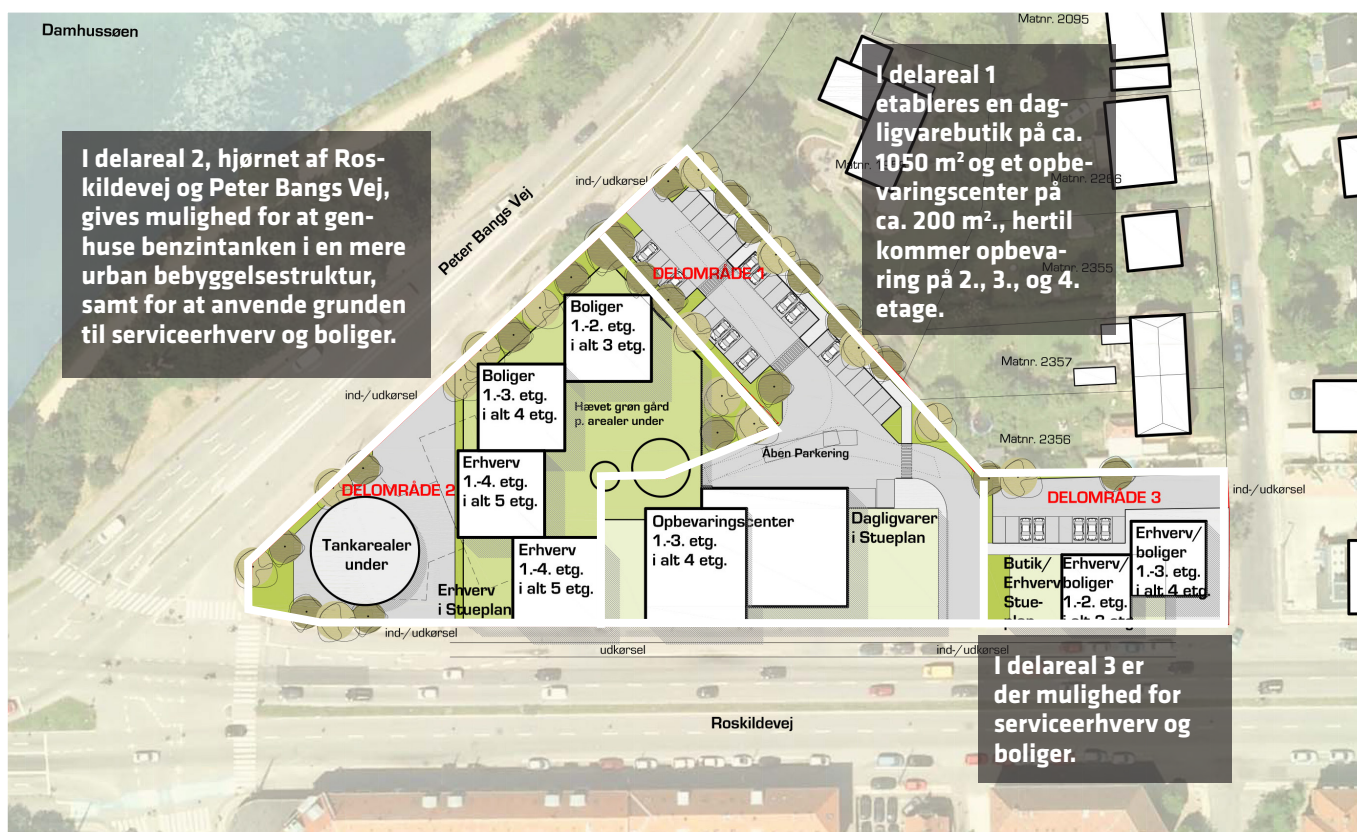 Damhussøen
Matnr. 2095
I delareal 1
etableres en dag-
ligvarebutik på ca.
1050 m² og et opbe-
varingscenter på
ca. 200 m²., hertil
kommer opbeva-
ring på 2., 3., og 4.
etage.
Matnr. 2266
Matnr. 2355
I delareal 2, hjørnet af Ros-
kildevej og Peter Bangs Vej,
gives mulighed for at gen-
huse benzintanken i en mere
urban bebyggelsestruktur,
samt for at anvende grunden
til serviceerhverv og boliger.
ind-/udkørsel
Peter Bangs Vej
DELOMRÅDE 1
Boliger
1.-2. etg.
i alt 3 etg.
Matnr. 2357
Boliger
1.-3. etg.
i alt 4 etg.
ind-/udkørsel
Hævet grøn gård
p. arealer under
Matnr. 2356
Åben Parkering
Erhverv
1.-4. etg.
i alt 5 etg.
DELOMRÅDE 2
DELOMRÅDE 3
ind-/udkørsel
Tankarealer
under
Opbevaringscenter
1.-3. etg.
i alt 4 etg.
Dagligvarer
i Stueplan
Erhverv
1.-4. etg.
i alt 5 etg.
Erhverv
i Stueplan
Butik/
Erhverv
Stue-
plan
Erhverv/
boliger
1.-2. etg.
i alt 3 etg.
Erhverv/
boliger
1.-3. etg.
i alt 4 etg.
ind-/udkørsel
udkørsel
ind-/udkørsel
I delareal 3 er
der mulighed for
serviceerhverv og
boliger.
Roskildevej